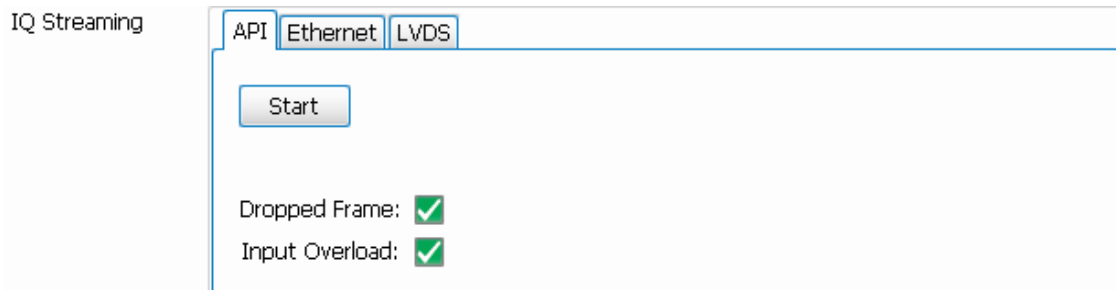 IQ Streaming
API Ethernet LVDS
Start
Dropped Frame:
Input Overload: